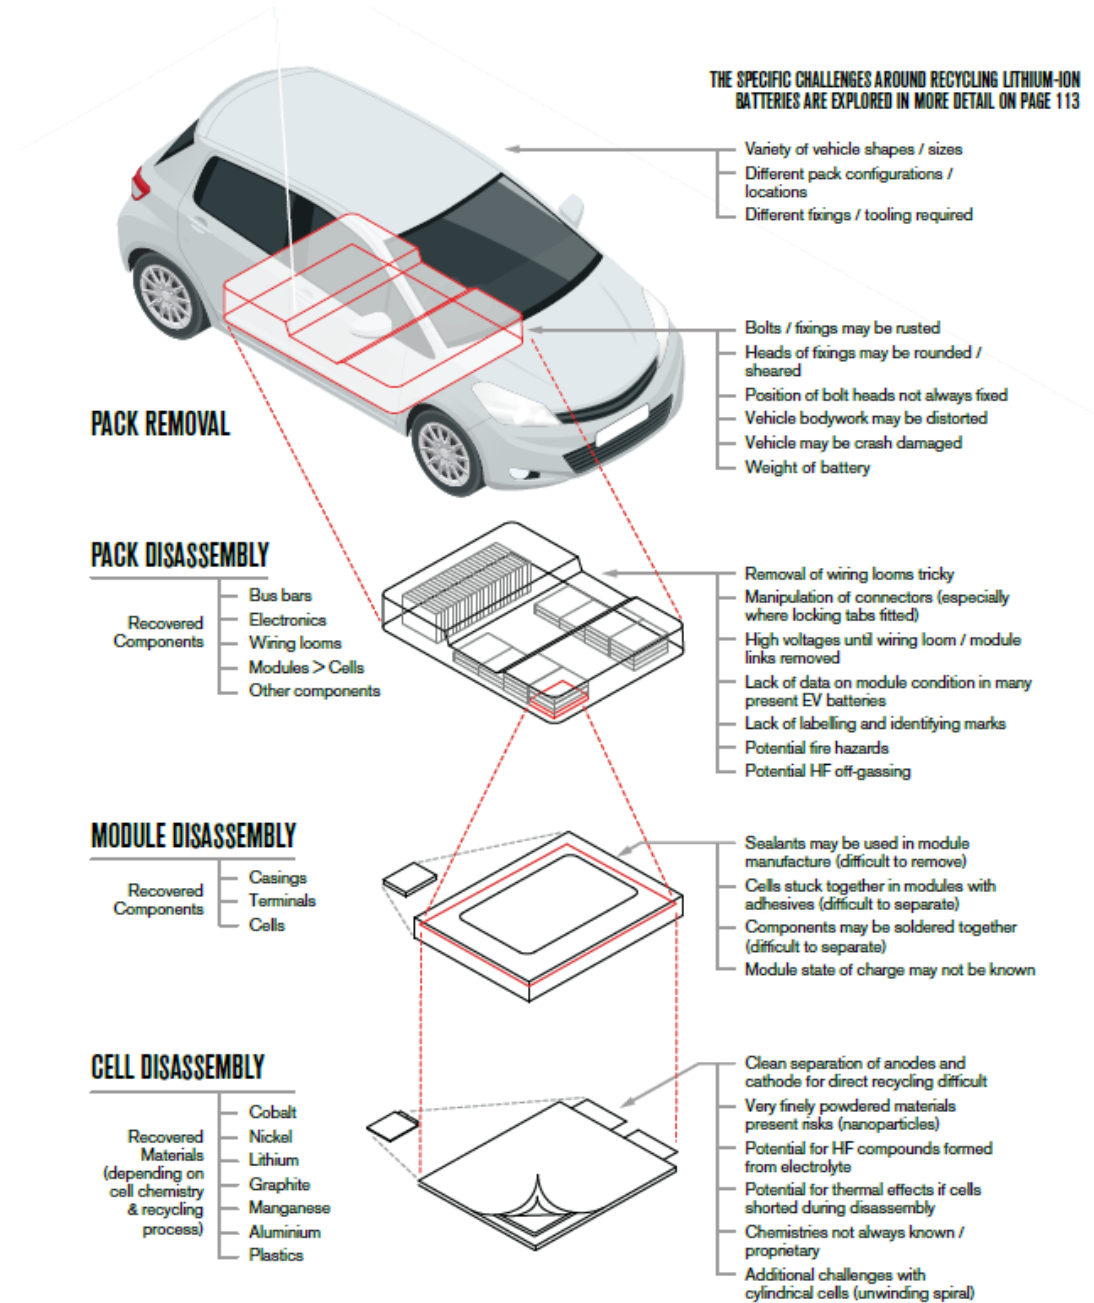 THE SPECIFIC CHALLENGES AROUND RECYCLING LITHIUM-ION
BATTERIES ARE EXPLORED IN MORE DETAIL ON PAGE 113
Variety of vehicle shapes / sizes
Different pack configurations /
locations
Different fixings / tooling required
Bolts / fixings may be rusted
Heads of fixings may be rounded /
sheared
Position of bolt heads not always fixed
Vehicle bodywork may be distorted
Vehicle may be crash damaged
Weight of battery
PACK REMOVAL
PACK DISASSEMBLY
Recovered
Components
Bus bars
Electronics
Wiring looms
Modules > Cells
Other components
Removal of wiring looms tricky
Manipulation of connectors (especially
where locking tabs fitted)
High voltages until wiring loom / module
links removed
Lack of data on module condition in many
present EV batteries
Lack of labelling and identifying marks
Potential fire hazards
Potential HF off-gassing
MODULE DISASSEMBLY
Recovered
Components
Casings
Terminals
Cells
Sealants may be used in module
manufacture (difficult to remove)
Cells stuck together in modules with
adhesives (difficult to separate)
Components may be soldered together
(difficult to separate)
Module state of charge may not be known
CELL DISASSEMBLY
Recovered
Materials
(depending on
cell chemistry
& recycling
process)
Cobalt
Nickel
Lithium
Graphite
Manganese
Aluminium
Plastics
Clean separation of anodes and
cathode for direct recycling difficult
Very finely powdered materials
present risks (nanoparticles)
Potential for HF compounds formed
from electrolyte
Potential for thermal effects if cells
shorted during disassembly
Chemistries not always known /
proprietary
Additional challenges with
cylindrical cells (unwinding spiral)